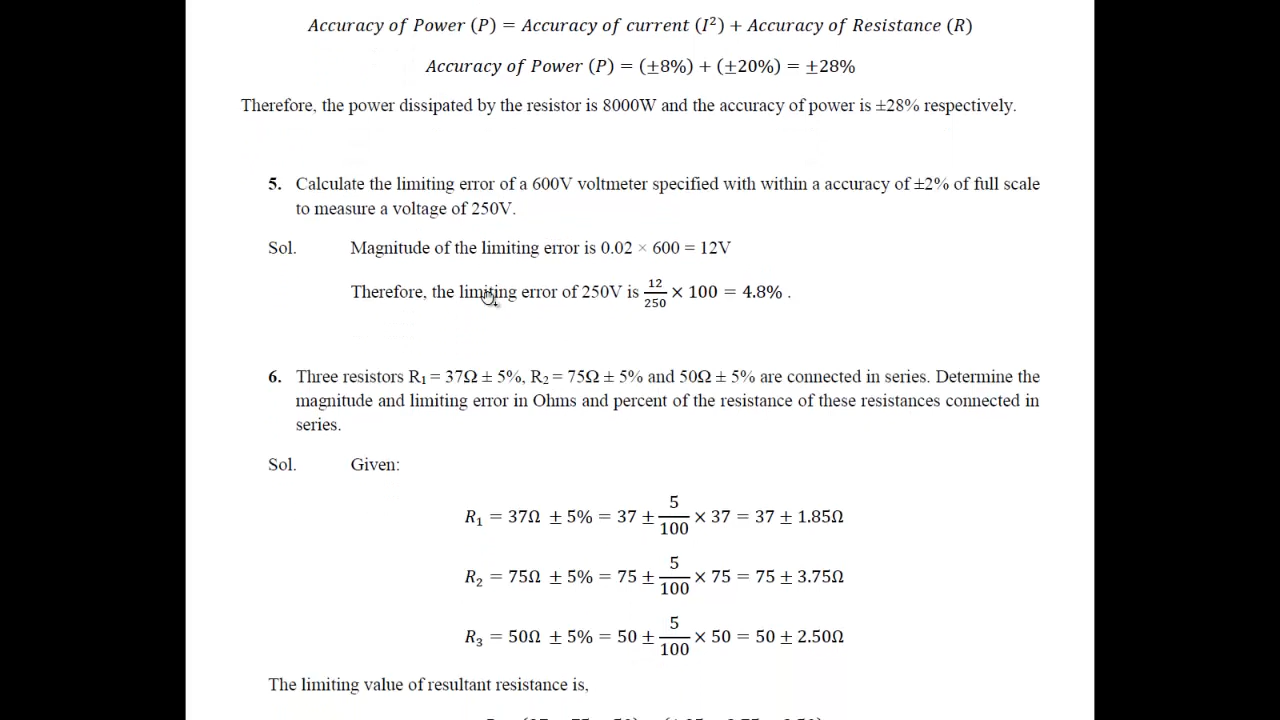 Accuracy of Power (P) = Accuracy of current (I²) + Accuracy of Resistance (R)
Accuracy of Power (P) = (±8%) + (±20%) = ±28%
Therefore, the power dissipated by the resistor is 8000W and the accuracy of power is ±28% respectively.
5. Calculate the limiting error of a 600V voltmeter specified with within a accuracy of ±2% of full scale
to measure a voltage of 250V.
Sol. Magnitude of the limiting error is 0.02 × 600 = 12V
Therefore, the limiting error of 250V is 12/250 × 100 = 4.8% .
6. Three resistors R₁ = 37Ω ± 5%, R₂ = 75Ω ± 5% and 50Ω ± 5% are connected in series. Determine the
magnitude and limiting error in Ohms and percent of the resistance of these resistances connected in
series.
Sol. Given:
R₁ = 37Ω ± 5% = 37 ± 5/100 × 37 = 37 ± 1.85Ω
R₂ = 75Ω ± 5% = 75 ± 5/100 × 75 = 75 ± 3.75Ω
R₃ = 50Ω ± 5% = 50 ± 5/100 × 50 = 50 ± 2.50Ω
The limiting value of resultant resistance is,